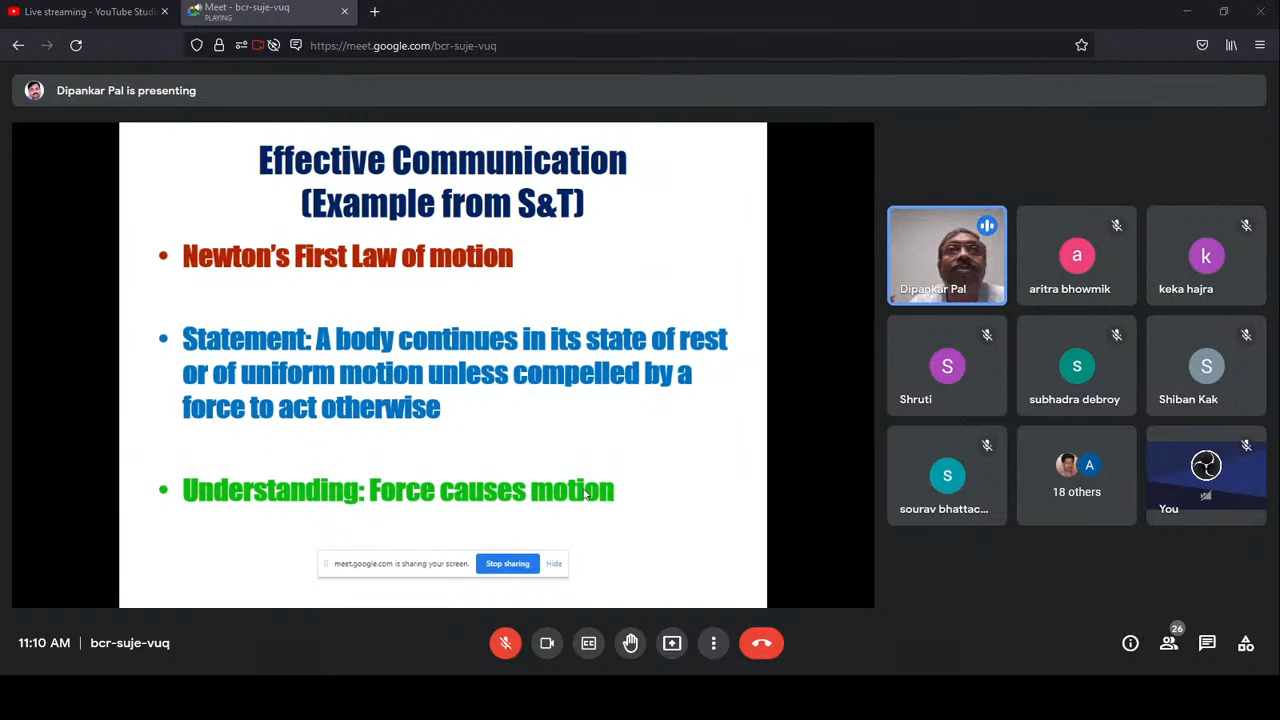 Live streaming - YouTube Studi
Meet - bcr-suje-vuq
PLAYING
https://meet.google.com/bcr-suje-vuq
Dipankar Pal is presenting
Effective Communication
(Example from S&T)
• Newton's First Law of motion
• Statement: A body continues in its state of rest
or of uniform motion unless compelled by a
force to act otherwise
• Understanding: Force causes motion
meet.google.com is sharing your screen.
Stop sharing
Hide
Dipankar Pal
a
aritra bhowmik
k
keka hajra
S
Shruti
s
subhadra debroy
S
Shiban Kak
s
sourav bhattac...
A
18 others
You
11:10 AM | bcr-suje-vuq
26